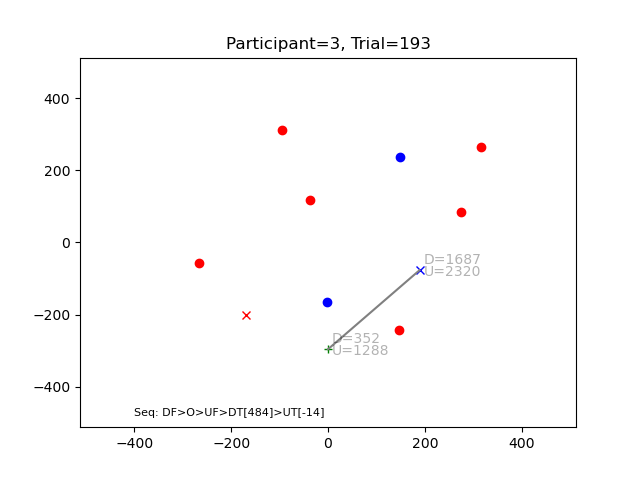 Participant=3, Trial=193
400
200
0
−200
−400
D=1687
U=2320
D=352
U=1288
Seq: DF>O>UF>DT[484]>UT[-14]
−400
−200
0
200
400